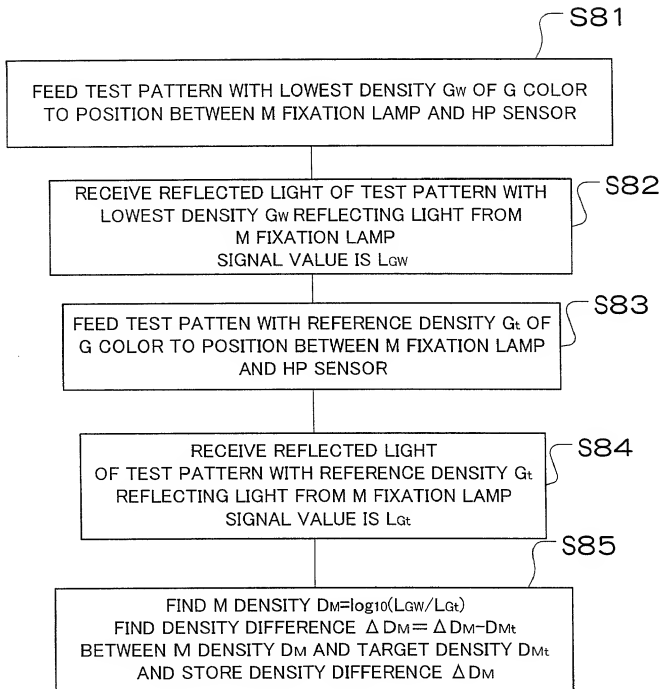 S81
FEED TEST PATTERN WITH LOWEST DENSITY GW OF G COLOR
TO POSITION BETWEEN M FIXATION LAMP AND HP SENSOR
S82
RECEIVE REFLECTED LIGHT OF TEST PATTERN WITH
LOWEST DENSITY GW REFLECTING LIGHT FROM
M FIXATION LAMP
SIGNAL VALUE IS LGW
S83
FEED TEST PATTEN WITH REFERENCE DENSITY Gt OF
G COLOR TO POSITION BETWEEN M FIXATION LAMP
AND HP SENSOR
S84
RECEIVE REFLECTED LIGHT
OF TEST PATTERN WITH REFERENCE DENSITY Gt
REFLECTING LIGHT FROM M FIXATION LAMP
SIGNAL VALUE IS LGt
S85
FIND M DENSITY DM=log10(LGW/LGt)
FIND DENSITY DIFFERENCE ΔDM=ΔDM-DMt
BETWEEN M DENSITY DM AND TARGET DENSITY DMt
AND STORE DENSITY DIFFERENCE ΔDM